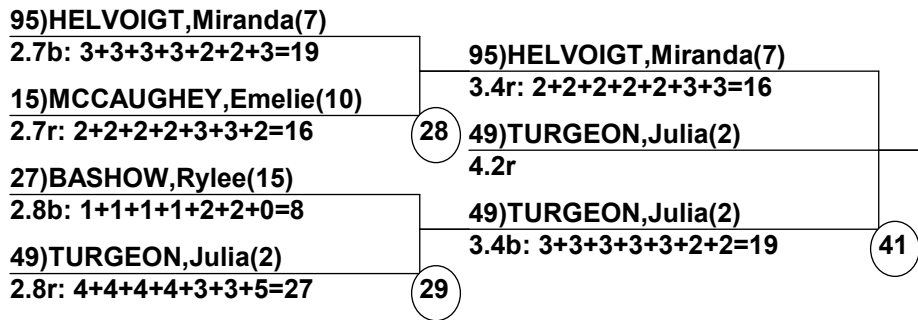 95)HELVOIGT,Miranda(7)
2.7b: 3+3+3+3+2+2+3=19
15)MCCAUGHEY,Emelie(10)
2.7r: 2+2+2+2+3+3+2=16
28
27)BASHOW,Rylee(15)
2.8b: 1+1+1+1+2+2+0=8
49)TURGEON,Julia(2)
2.8r: 4+4+4+4+3+3+5=27
29
95)HELVOIGT,Miranda(7)
3.4r: 2+2+2+2+2+3+3=16
49)TURGEON,Julia(2)
4.2r
49)TURGEON,Julia(2)
3.4b: 3+3+3+3+3+2+2=19
41